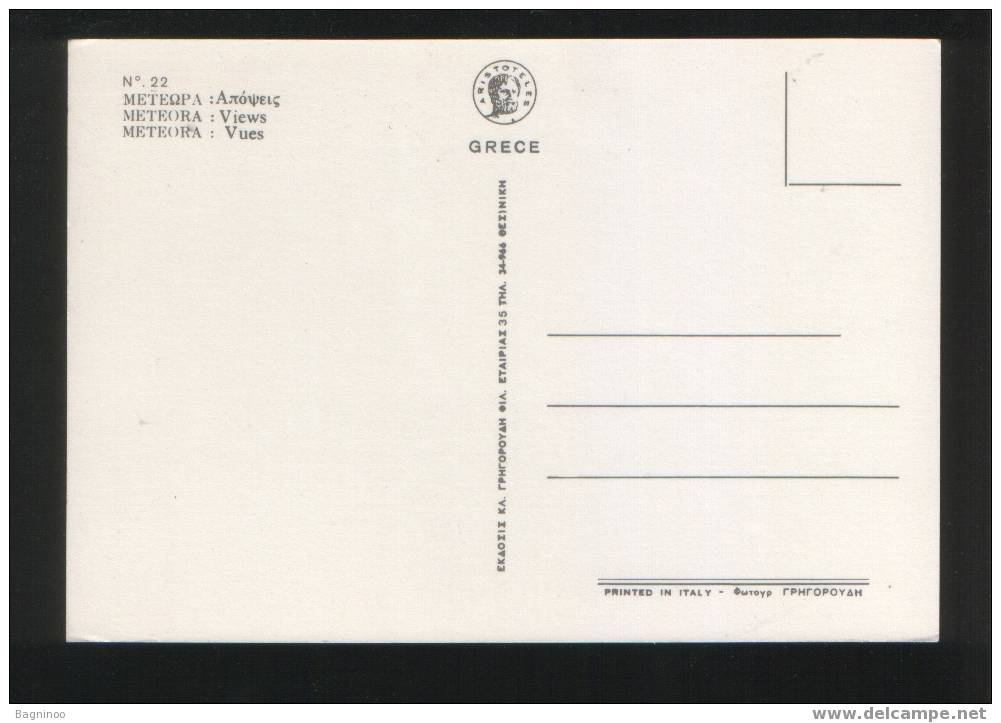 Nº. 22
ΜΕΤΕΩΡΑ : Απόψεις
METEORA : Views
METEORA : Vues
ARISTOTELES
GRECE
ΕΚΔΟΣΙΣ ΚΛ. ΓΡΗΓΟΡΟΥΔΗ ΦΙΛ. ΕΤΑΙΡΙΑΣ 35 ΤΗΛ. 34-966 ΘΕΣ)ΝΙΚΗ
PRINTED IN ITALY - Φωτογρ ΓΡΗΓΟΡΟΥΔΗ
Bagninoo
www.delcampe.net